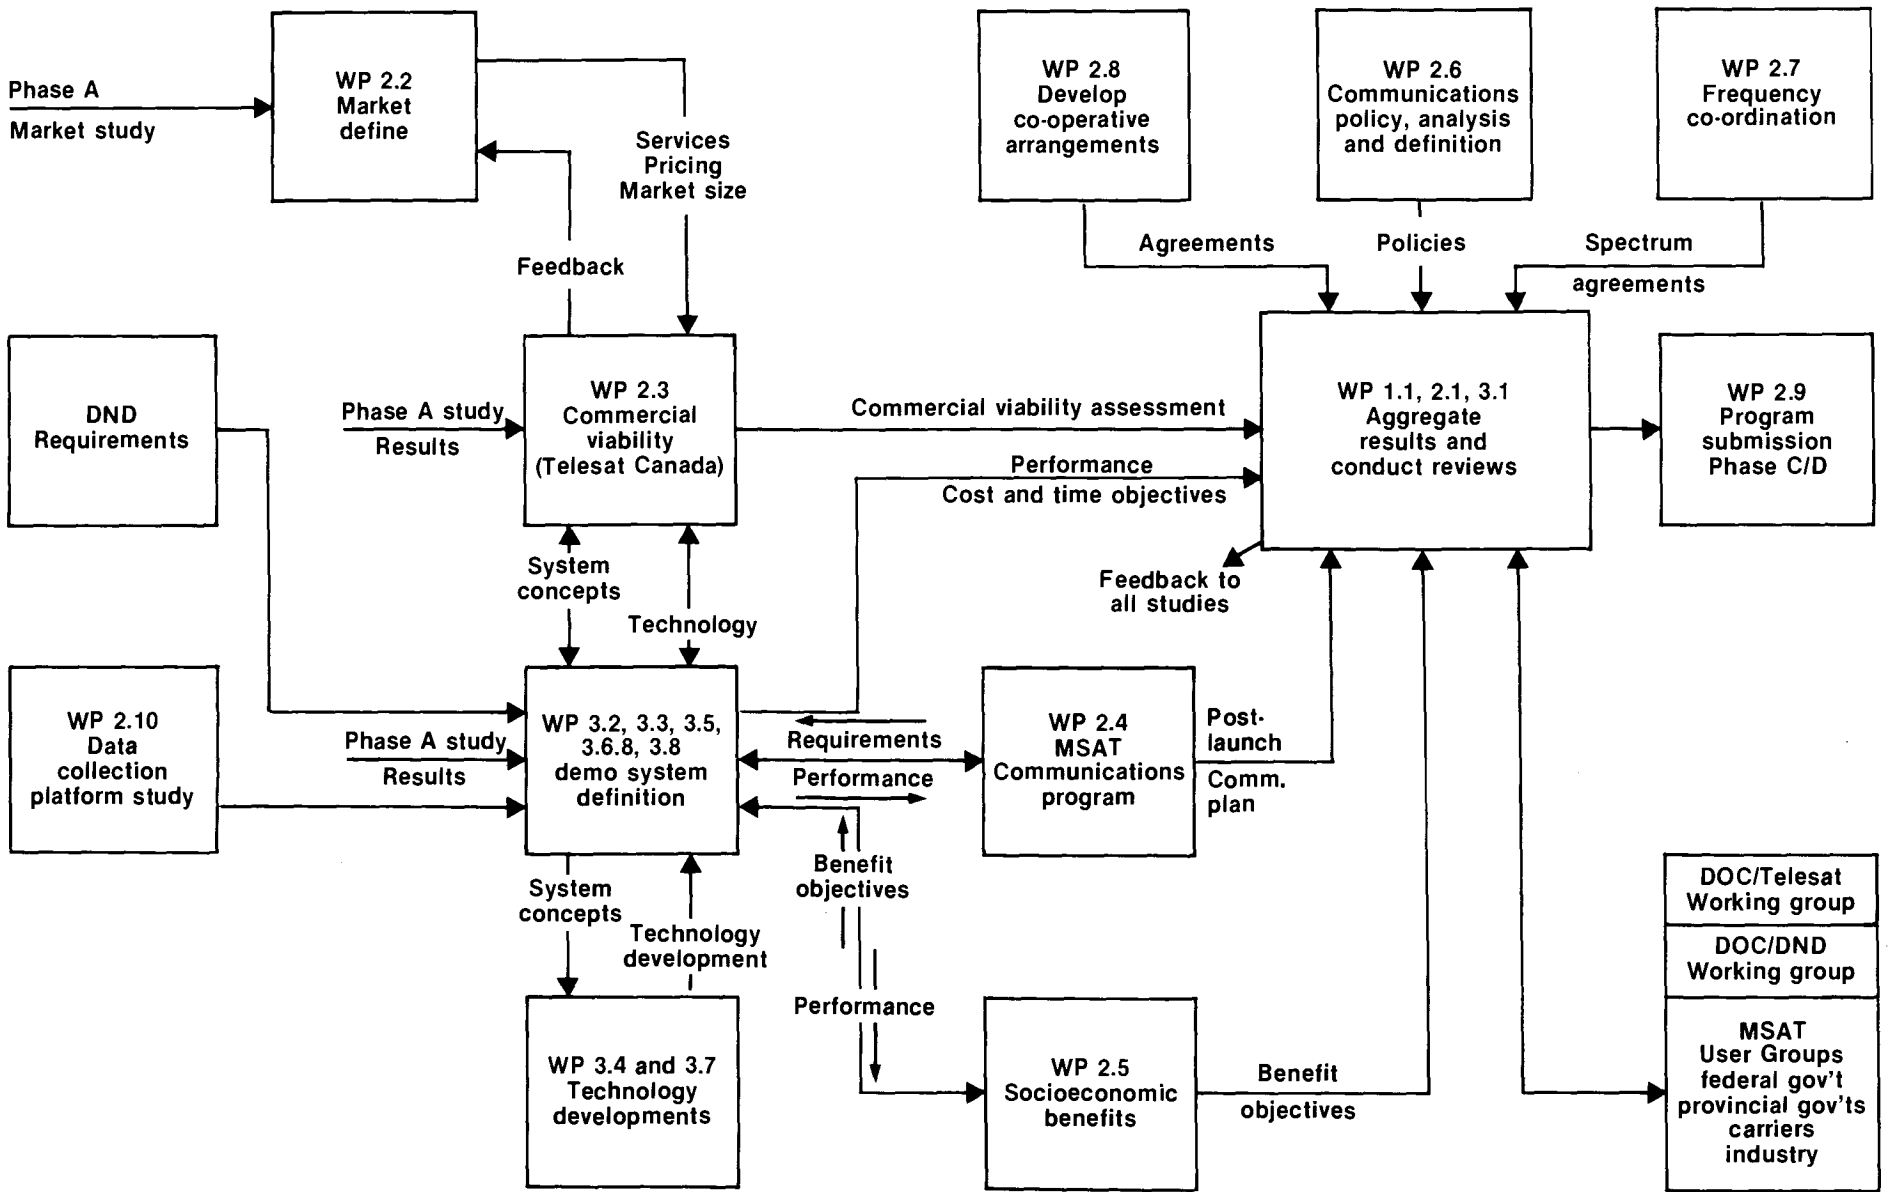 Phase A
Market study
WP 2.2
Market
define
Services
Pricing
Market size
Feedback
WP 2.8
Develop
co-operative
arrangements
WP 2.6
Communications
policy, analysis
and definition
WP 2.7
Frequency
co-ordination
Agreements
Policies
Spectrum
agreements
DND
Requirements
Phase A study
Results
WP 2.3
Commercial
viability
(Telesat Canada)
Commercial viability assessment
Performance
Cost and time objectives
WP 1.1, 2.1, 3.1
Aggregate
results and
conduct reviews
WP 2.9
Program
submission
Phase C/D
System
concepts
Technology
Feedback to
all studies
WP 2.10
Data
collection
platform study
Phase A study
Results
WP 3.2, 3.3, 3.5,
3.6.8, 3.8
demo system
definition
Requirements
Performance
WP 2.4
MSAT
Communications
program
Post-
launch
Comm.
plan
System
concepts
Technology
development
Benefit
objectives
Performance
WP 3.4 and 3.7
Technology
developments
WP 2.5
Socioeconomic
benefits
Benefit
objectives
DOC/Telesat
Working group
DOC/DND
Working group
MSAT
User Groups
federal gov't
provincial gov'ts
carriers
industry